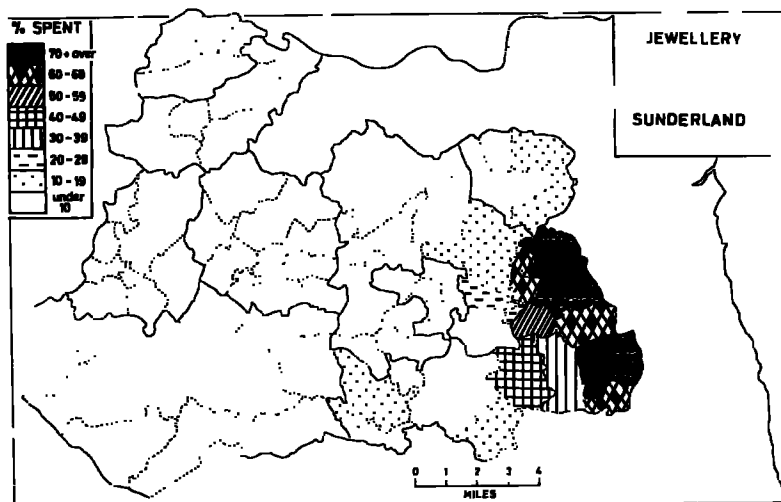 % SPENT
70+ over
60-69
50-59
40-49
30-39
20-29
10-19
under
10
JEWELLERY
SUNDERLAND
0 1 2 3 4
MILES